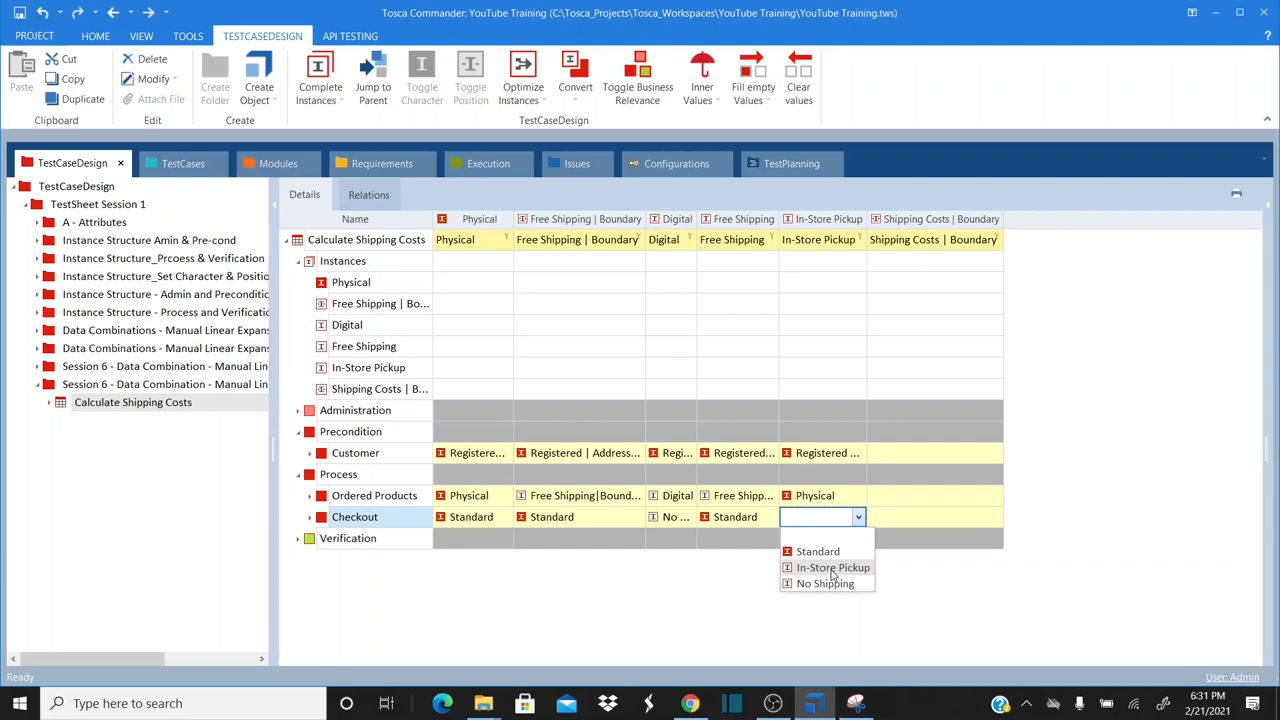 Tosca Commander: YouTube Training (C:\Tosca_Projects\Tosca_Workspaces\YouTube Training\YouTube Training.tws)
PROJECT HOME VIEW TOOLS TESTCASEDESIGN API TESTING
Paste
Cut
Copy
Duplicate
Clipboard
Delete
Modify
Attach File
Edit
Create Folder
Create Object
Create
Complete Instances
Jump to Parent
Toggle Character
Toggle Position
Optimize Instances
Convert
Toggle Business Relevance
Inner Values
Fill empty Values
Clear values
TestCaseDesign
TestCaseDesign TestCases Modules Requirements Execution Issues Configurations TestPlanning
TestCaseDesign
TestSheet Session 1
A - Attributes
Instance Structure Amin & Pre-cond
Instance Structure_Prcoess & Verification
Instance Structure_Set Character & Positio
Instance Structure - Admin and Preconditic
Instance Structure - Process and Verificatic
Data Combinations - Manual Linear Expans
Data Combinations - Manual Linear Expans
Session 6 - Data Combination - Manual Lin
Session 6 - Data Combination - Manual Lin
Calculate Shipping Costs
Details Relations
Name Physical Free Shipping | Boundary Digital Free Shipping In-Store Pickup Shipping Costs | Boundary
Calculate Shipping Costs Physical Free Shipping | Boundary Digital Free Shipping In-Store Pickup Shipping Costs | Boundary
Instances
Physical
Free Shipping | Bo...
Digital
Free Shipping
In-Store Pickup
Shipping Costs | B...
Administration
Precondition
Customer Registere... Registered | Address... Regi... Registered... Registered ...
Process
Ordered Products Physical Free Shipping|Bound... Digital Free Shipp... Physical
Checkout Standard Standard No ... Standard
Verification
Standard
In-Store Pickup
No Shipping
Ready User: Admin
Type here to search
6:31 PM
2/21/2021